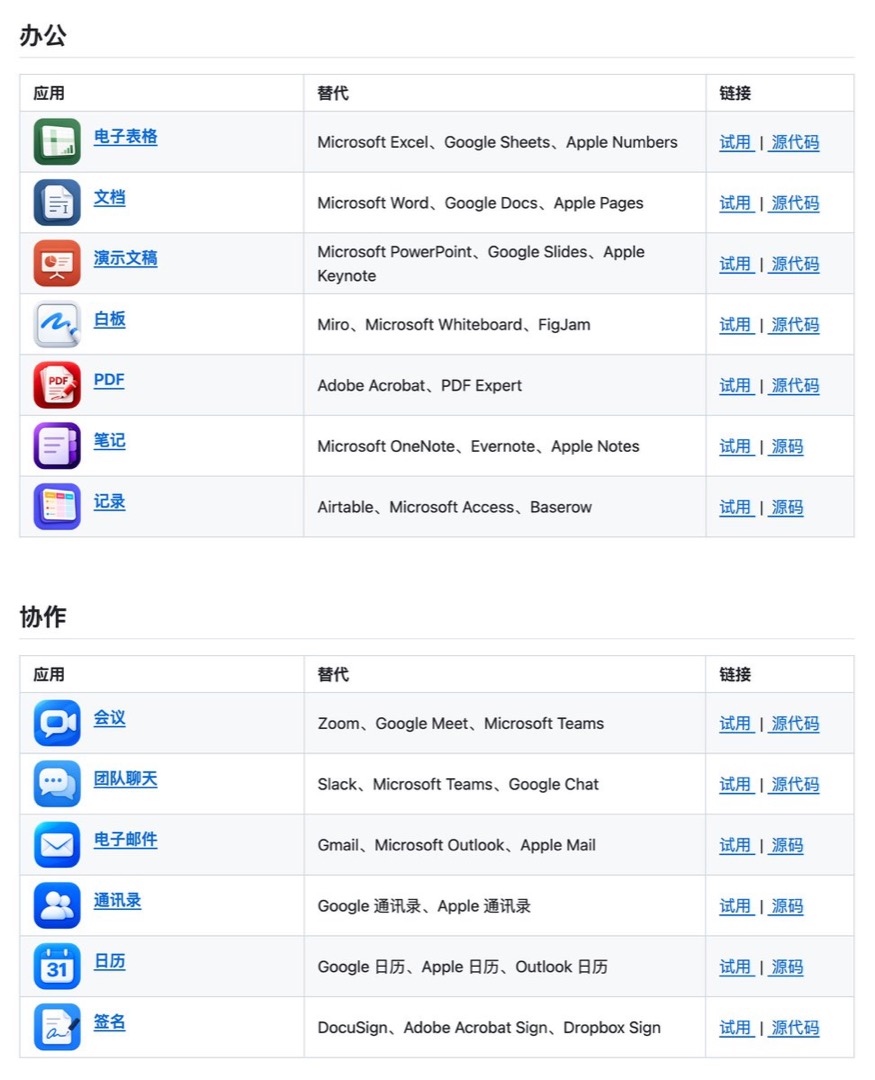 办公
应用 替代 链接
电子表格 Microsoft Excel、Google Sheets、Apple Numbers 试用 | 源代码
文档 Microsoft Word、Google Docs、Apple Pages 试用 | 源代码
演示文稿 Microsoft PowerPoint、Google Slides、Apple
Keynote 试用 | 源代码
白板 Miro、Microsoft Whiteboard、FigJam 试用 | 源代码
PDF PDF Adobe Acrobat、PDF Expert 试用 | 源代码
笔记 Microsoft OneNote、Evernote、Apple Notes 试用 | 源码
记录 Airtable、Microsoft Access、Baserow 试用 | 源码
协作
应用 替代 链接
会议 Zoom、Google Meet、Microsoft Teams 试用 | 源代码
团队聊天 Slack、Microsoft Teams、Google Chat 试用 | 源代码
电子邮件 Gmail、Microsoft Outlook、Apple Mail 试用 | 源码
通讯录 Google 通讯录、Apple 通讯录 试用 | 源码
31 日历 Google 日历、Apple 日历、Outlook 日历 试用 | 源码
签名 DocuSign、Adobe Acrobat Sign、Dropbox Sign 试用 | 源代码